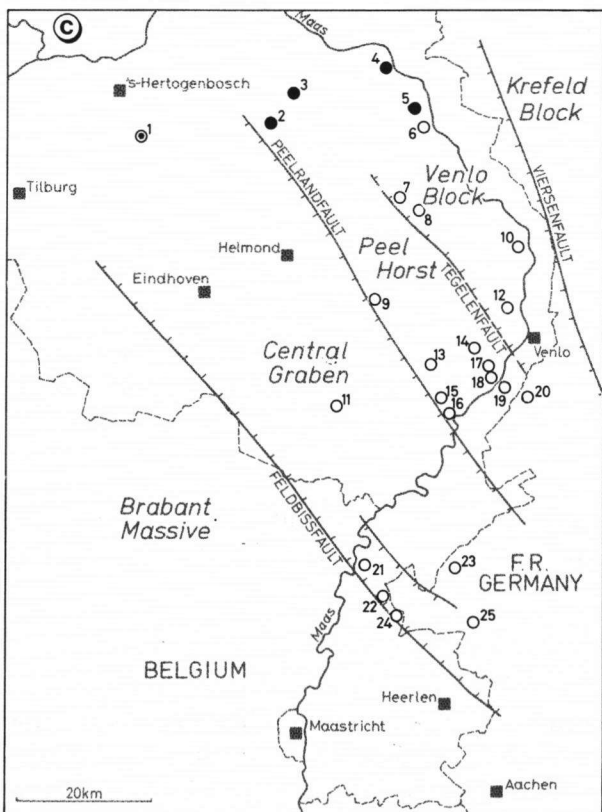 C
Maas
4
Krefeld
Block
's-Hertogenbosch
3
5
2
6
1
PEELRANDFAULT
VIERSENFAULT
Venlo
Block
7
Tilburg
8
Helmond
Peel
Horst
TEGELENFAULT
10
Eindhoven
9
12
Central
Graben
14
Venlo
13
17
18
11
15
19
20
16
FELDBISSFAULT
Brabant
Massive
F.R.
GERMANY
21
23
22
24
25
Maas
BELGIUM
Heerlen
Maastricht
20km
Aachen